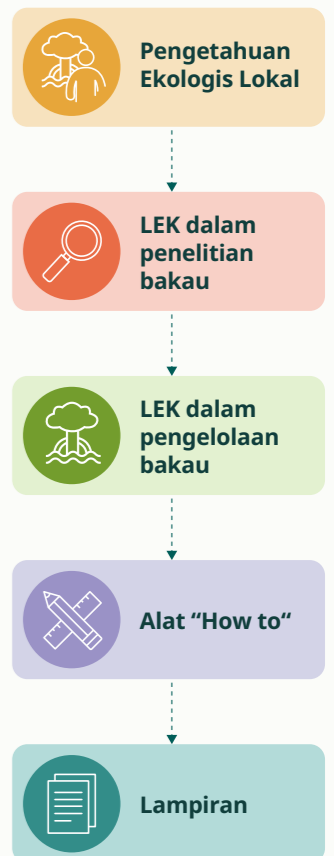 Pengetahuan
Ekologis Lokal
LEK dalam
penelitian
bakau
LEK dalam
pengelolaan
bakau
Alat “How to“
Lampiran